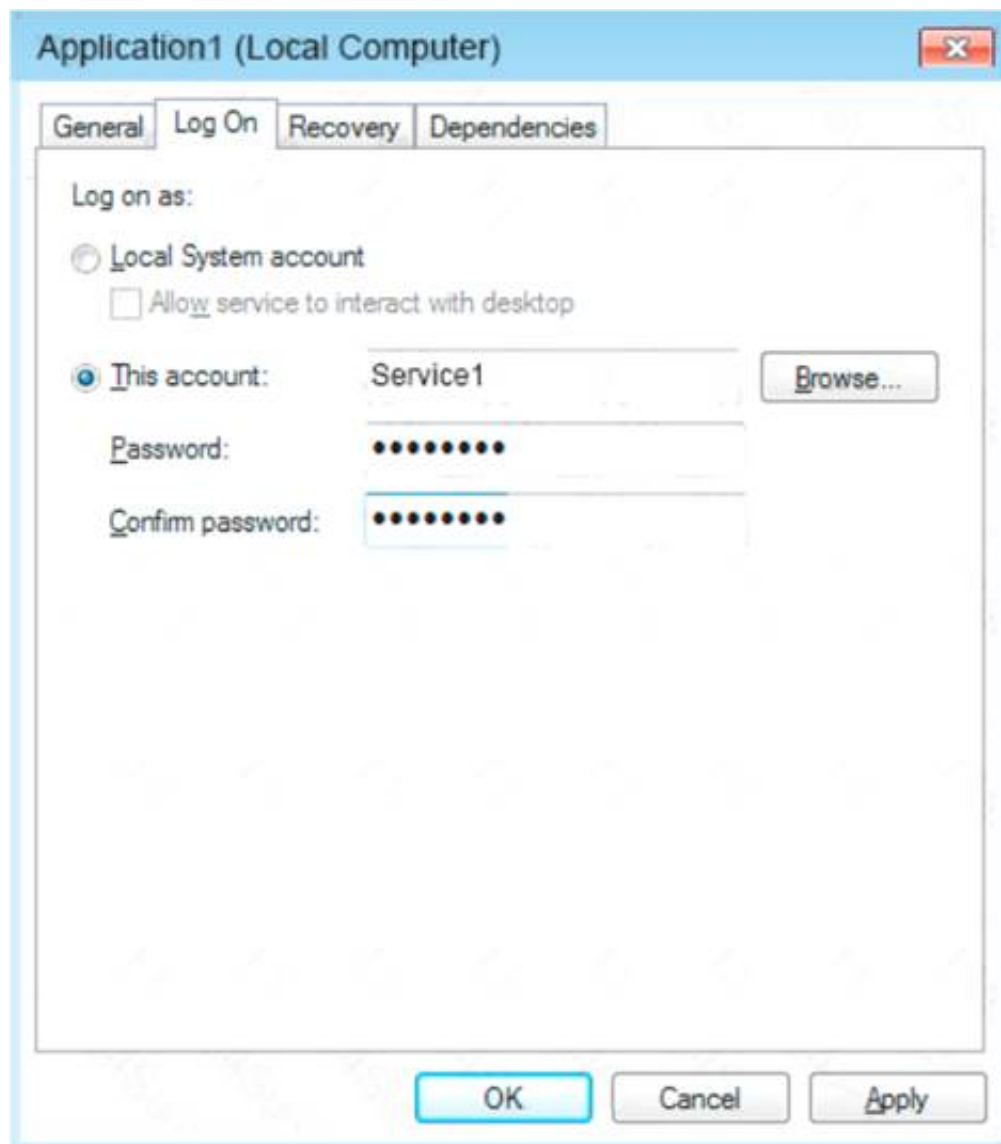 Application1 (Local Computer)
General Log On Recovery Dependencies
Log on as:
Local System account
Allow service to interact with desktop
This account: Service1 Browse...
Password: ••••••••
Confirm password: ••••••••
OK Cancel Apply